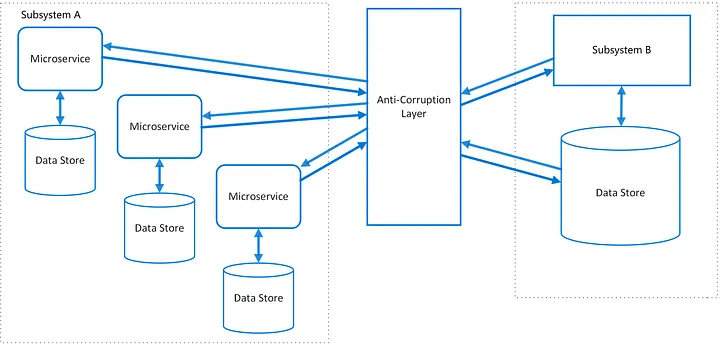 Subsystem A
Microservice
Data Store
Microservice
Data Store
Microservice
Data Store
Anti-Corruption
Layer
Subsystem B
Data Store